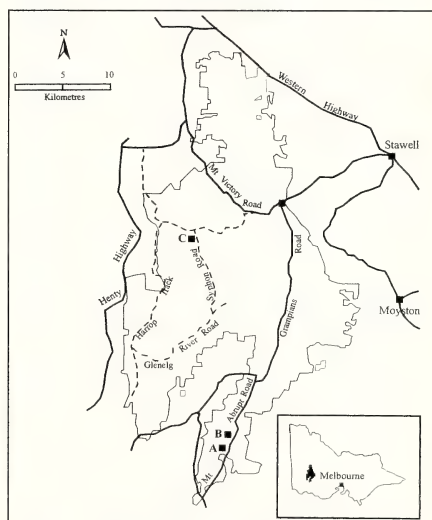 N
0 5 10
Kilometres
Western Highway
Stawell
Mt Victory Road
C
Road
Syphon Road
Henty Highway
Harrop Track
Moyston
Grampians Road
Glenelg River Road
Mt Abrupt Road
B
A
Melbourne